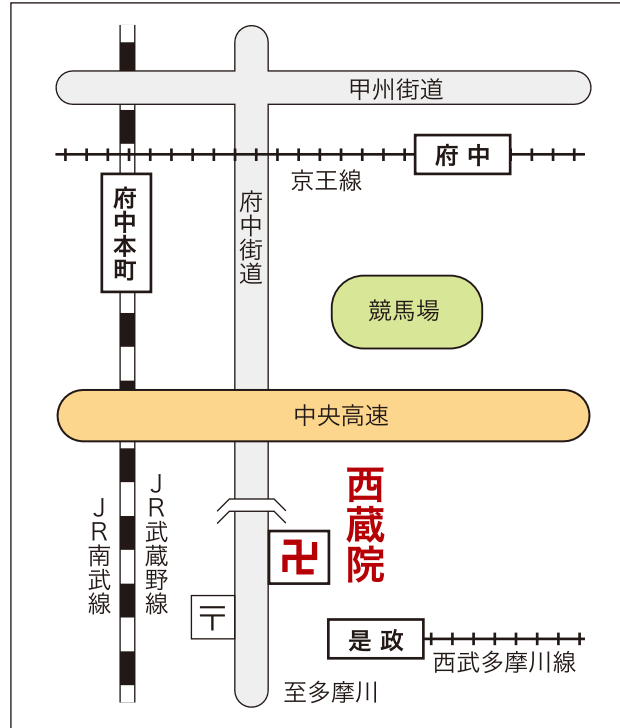 甲州街道
府中
京王線
府中本町
府中街道
競馬場
中央高速
西蔵院
卍
JR南武線
JR武蔵野線
〒
是政
西武多摩川線
至多摩川